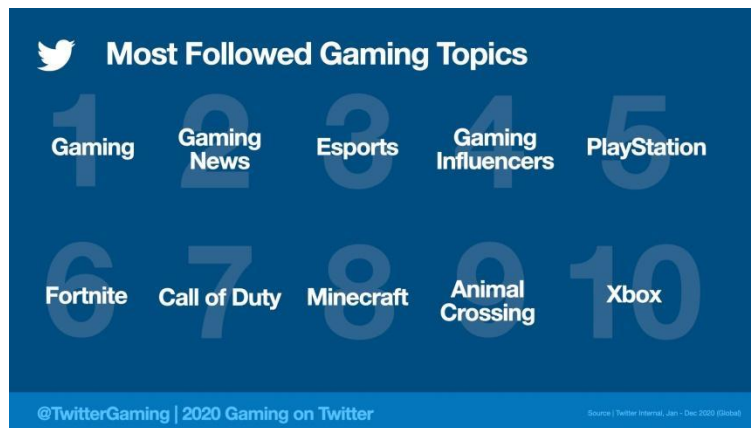 Most Followed Gaming Topics
1
Gaming
2
Gaming
News
3
Esports
4
Gaming
Influencers
5
PlayStation
6
Fortnite
7
Call of Duty
8
Minecraft
9
Animal
Crossing
10
Xbox
@TwitterGaming | 2020 Gaming on Twitter
Source | Twitter Internal, Jan - Dec 2020 (Global)